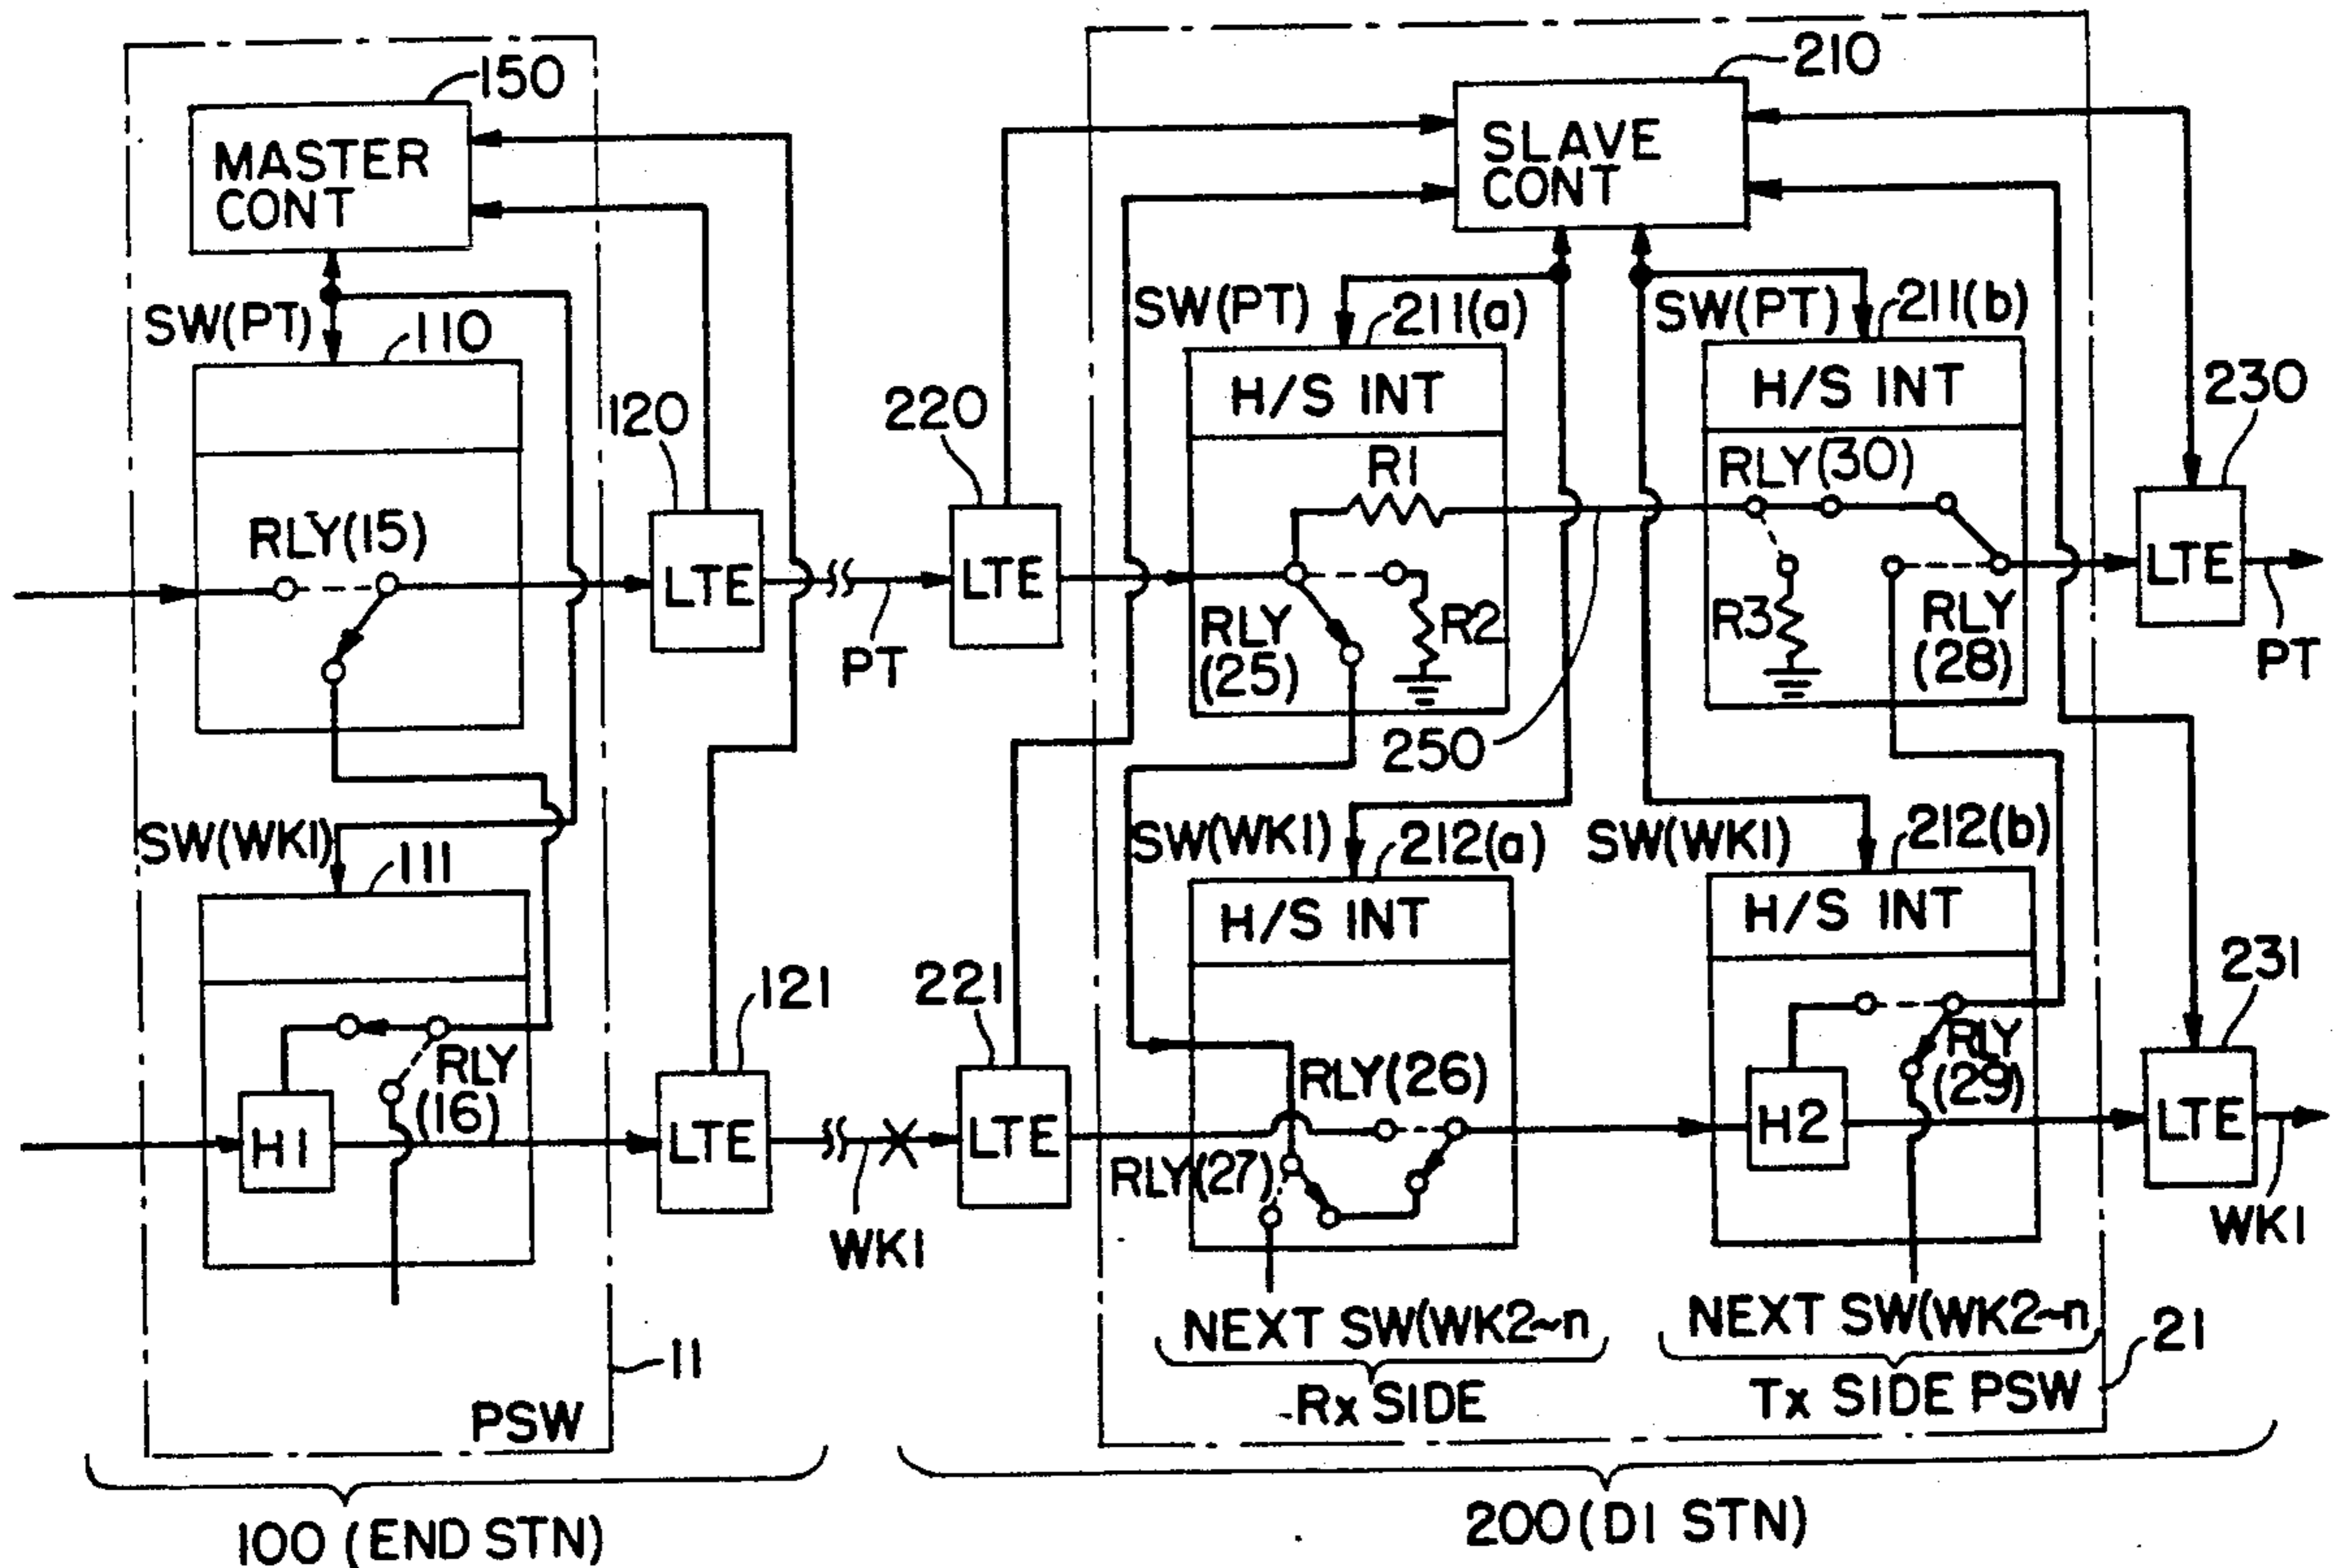 150
210
MASTER
CONT
SLAVE
CONT
SW(PT)
110
SW(PT)
211(a)
SW(PT)
211(b)
H/S INT
H/S INT
230
120
220
R1
RLY(30)
RLY(15)
LTE
LTE
LTE
PT
RLY
(25)
R2
R3
RLY
(28)
PT
250
SW(WK1)
111
SW(WK1)
212(a)
SW(WK1)
212(b)
H/S INT
H/S INT
121
221
231
RLY
(16)
RLY(26)
RLY
(29)
H1
LTE
LTE
H2
LTE
RLY(27)
WK1
WK1
NEXT SW(WK2~n
NEXT SW(WK2~n
21
11
Rx SIDE
Tx SIDE PSW
PSW
100 (END STN)
200(D1 STN)